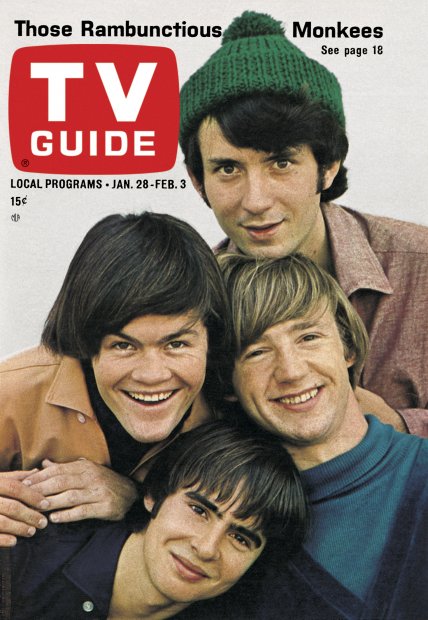 Those Rambunctious Monkees
See page 18
TV
GUIDE
®
LOCAL PROGRAMS • JAN. 28-FEB. 3
15¢